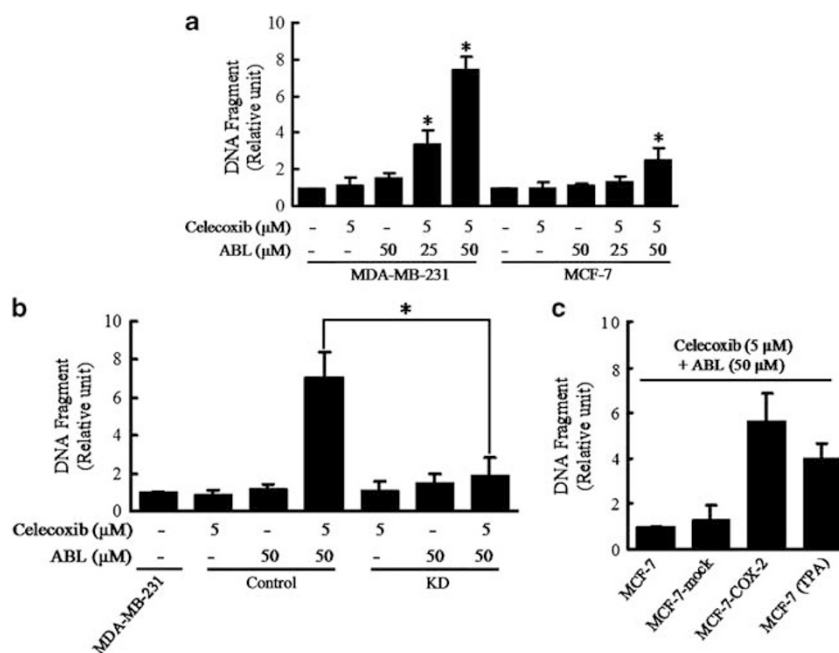 a
DNA Fragment
(Relative unit)
10
8
6
4
2
0
* * *
Celecoxib (μM) - 5 - 5 5 - 5 - 5 5
ABL (μM) - - 50 25 50 - - 50 25 50
MDA-MB-231 MCF-7
b
DNA Fragment
(Relative unit)
10
8
6
4
2
0
*
Celecoxib (μM) - 5 - 5 5 - 5
ABL (μM) - - 50 50 - 50 50
MDA-MB-231 Control KD
c
DNA Fragment
(Relative unit)
10
8
6
4
2
0
Celecoxib (5 μM)
+ ABL (50 μM)
MCF-7
MCF-7-mock
MCF-7-COX-2
MCF-7 (TPA)